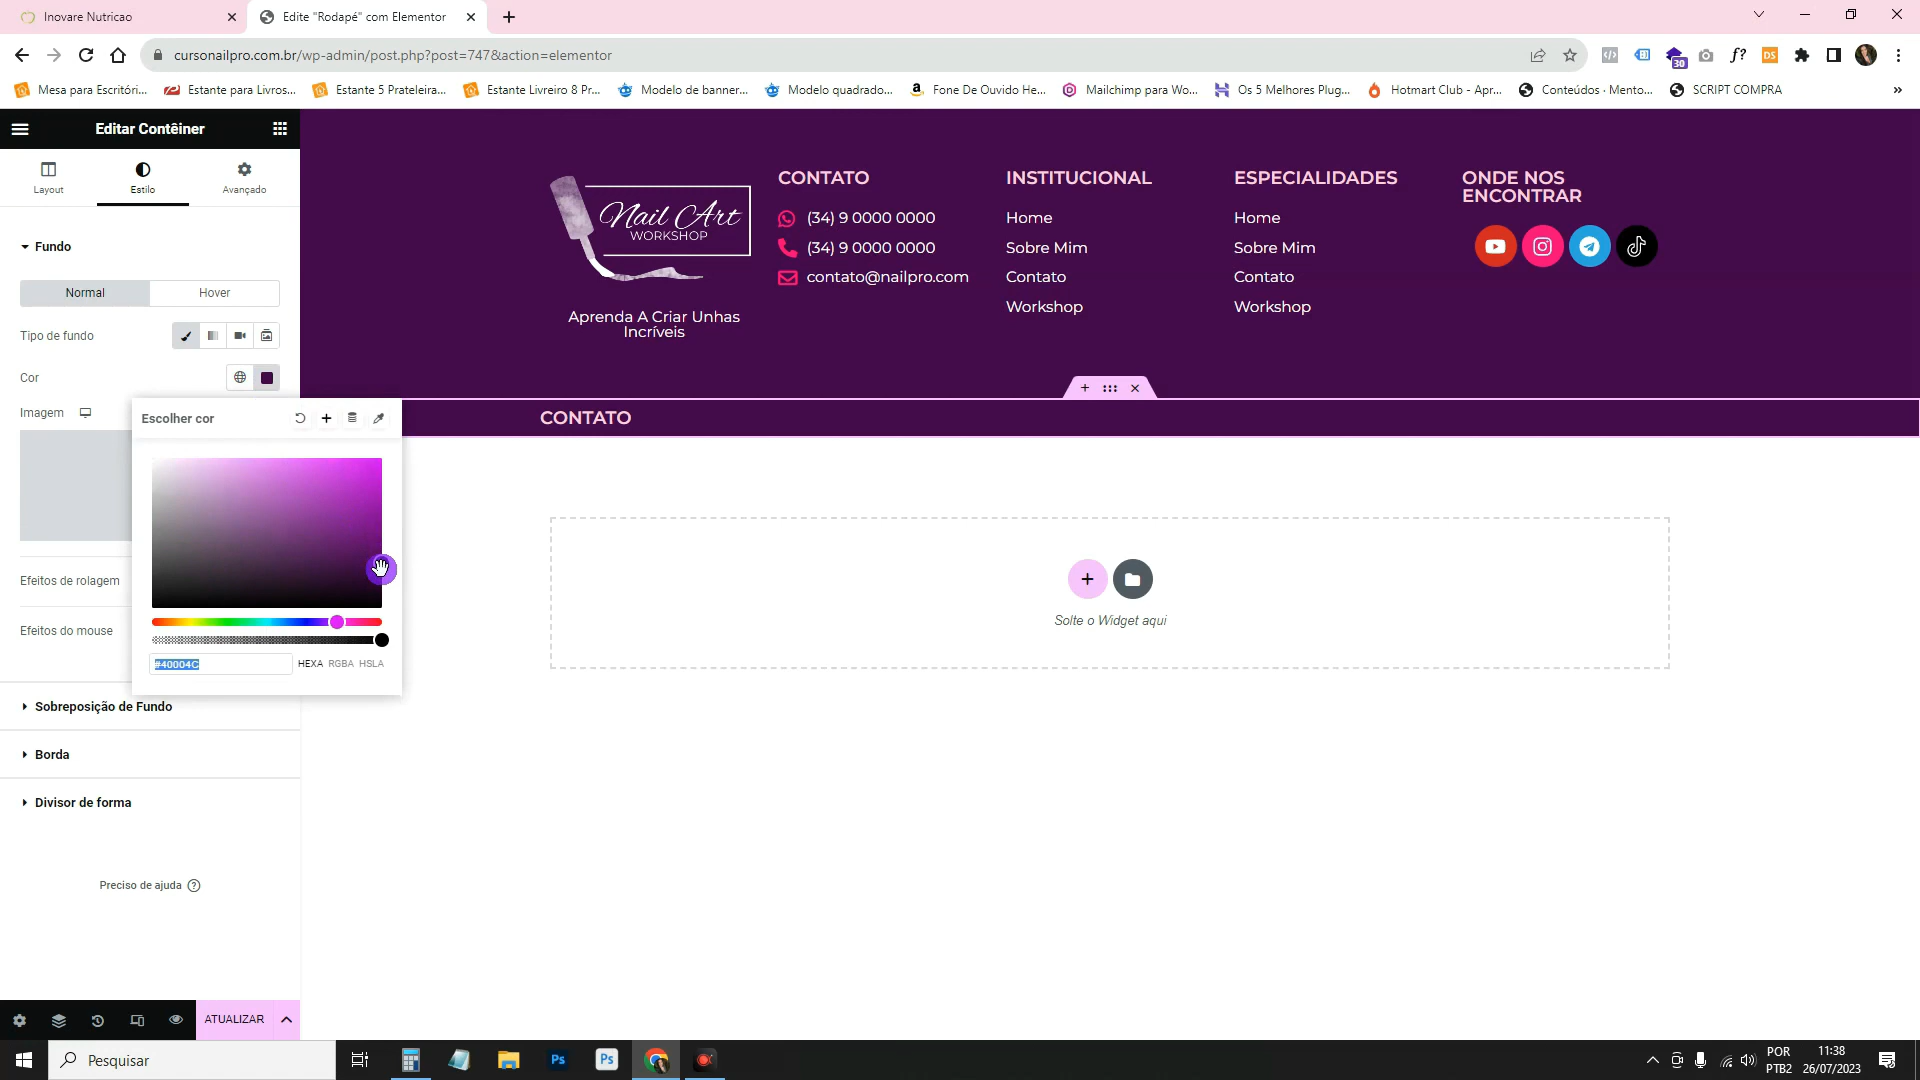 Inovare Nutricao
Edite "Rodapé" com Elementor
cursonailpro.com.br/wp-admin/post.php?post=747&action=elementor
30
f?
DS
Mesa para Escritóri...
Estante para Livros...
Estante 5 Prateleira...
Estante Livreiro 8 Pr...
Modelo de banner...
Modelo quadrado...
Fone De Ouvido He...
Mailchimp para Wo...
Os 5 Melhores Plug...
Hotmart Club - Apr...
Conteúdos · Mento...
SCRIPT COMPRA
Editar Contêiner
Layout
Estilo
Avançado
Fundo
Normal
Hover
Tipo de fundo
Cor
Imagem
Escolher cor
#40004C
HEXA RGBA HSLA
Efeitos de rolagem
Efeitos do mouse
Sobreposição de Fundo
Borda
Divisor de forma
Preciso de ajuda
ATUALIZAR
Nail Art
WORKSHOP
Aprenda A Criar Unhas
Incríveis
CONTATO
(34) 9 0000 0000
(34) 9 0000 0000
contato@nailpro.com
INSTITUCIONAL
Home
Sobre Mim
Contato
Workshop
ESPECIALIDADES
Home
Sobre Mim
Contato
Workshop
ONDE NOS
ENCONTRAR
CONTATO
Solte o Widget aqui
Pesquisar
Ps
Ps
POR
PTB2
11:38
26/07/2023